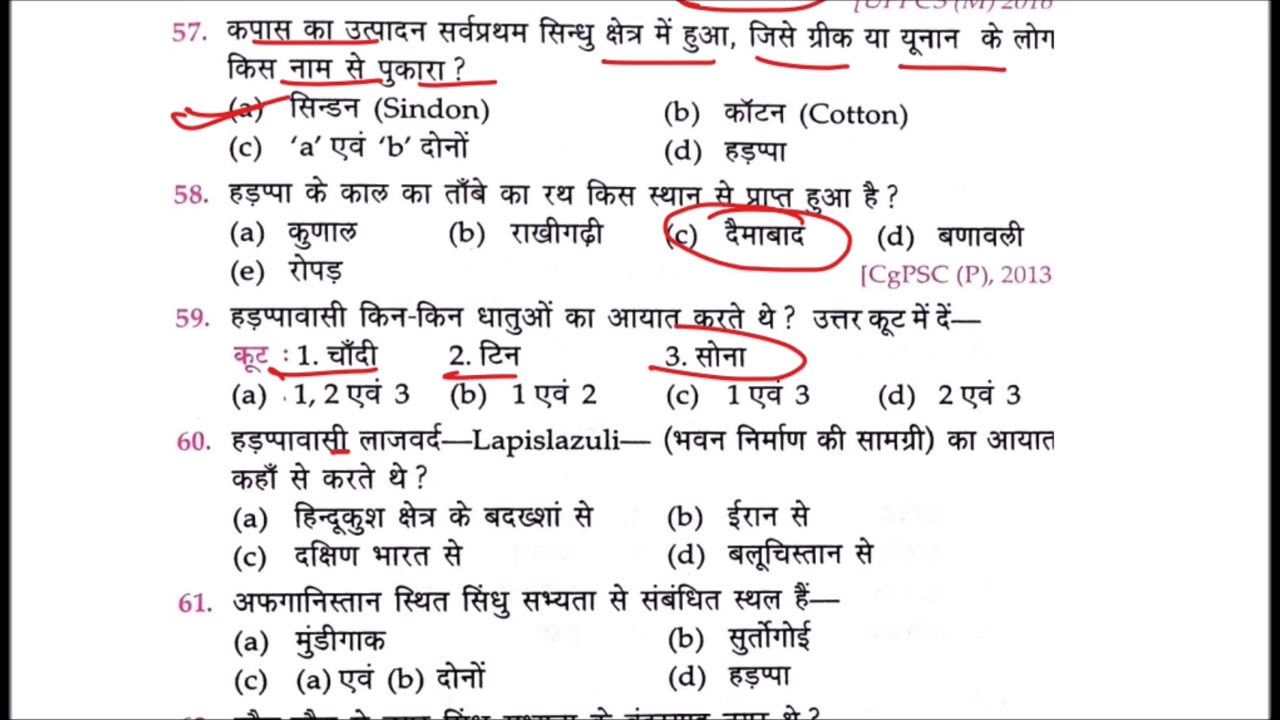 [UPPCS (M) 2016
57. कपास का उत्पादन सर्वप्रथम सिन्धु क्षेत्र में हुआ, जिसे ग्रीक या यूनान के लोग
किस नाम से पुकारा ?
(a) सिन्डन (Sindon) (b) कॉटन (Cotton)
(c) ‘a’ एवं ‘b’ दोनों (d) हड़प्पा
58. हड़प्पा के काल का ताँबे का रथ किस स्थान से प्राप्त हुआ है ?
(a) कुणाल (b) राखीगढ़ी (c) दैमाबाद (d) बणावली
(e) रोपड़ [CgPSC (P), 2013
59. हड़प्पावासी किन-किन धातुओं का आयात करते थे ? उत्तर कूट में दें—
कूट : 1. चाँदी 2. टिन 3. सोना
(a) 1, 2 एवं 3 (b) 1 एवं 2 (c) 1 एवं 3 (d) 2 एवं 3
60. हड़प्पावासी लाजवर्द—Lapislazuli— (भवन निर्माण की सामग्री) का आयात
कहाँ से करते थे ?
(a) हिन्दूकुश क्षेत्र के बदख्शां से (b) ईरान से
(c) दक्षिण भारत से (d) बलूचिस्तान से
61. अफगानिस्तान स्थित सिंधु सभ्यता से संबंधित स्थल हैं—
(a) मुंडीगाक (b) सुर्तोगोई
(c) (a) एवं (b) दोनों (d) हड़प्पा